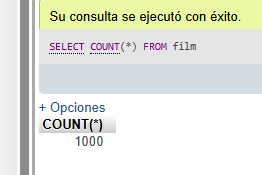 Su consulta se ejecutó con éxito.
SELECT COUNT(*) FROM film
+ Opciones
COUNT(*)
1000